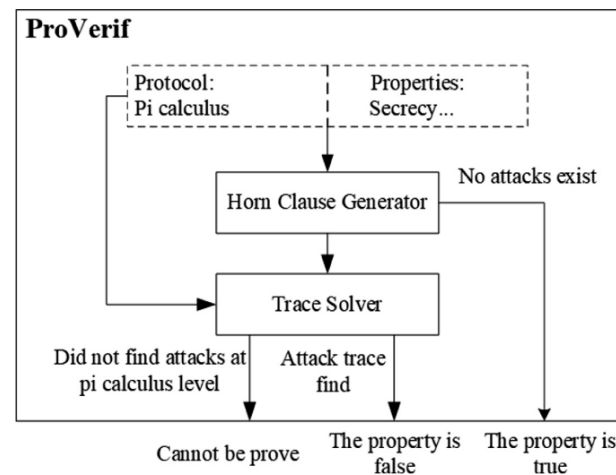 ProVerif
Protocol:
Pi calculus
Properties:
Secrecy...
Horn Clause Generator
No attacks exist
Trace Solver
Did not find attacks at
pi calculus level
Attack trace
find
Cannot be prove
The property is
false
The property is
true